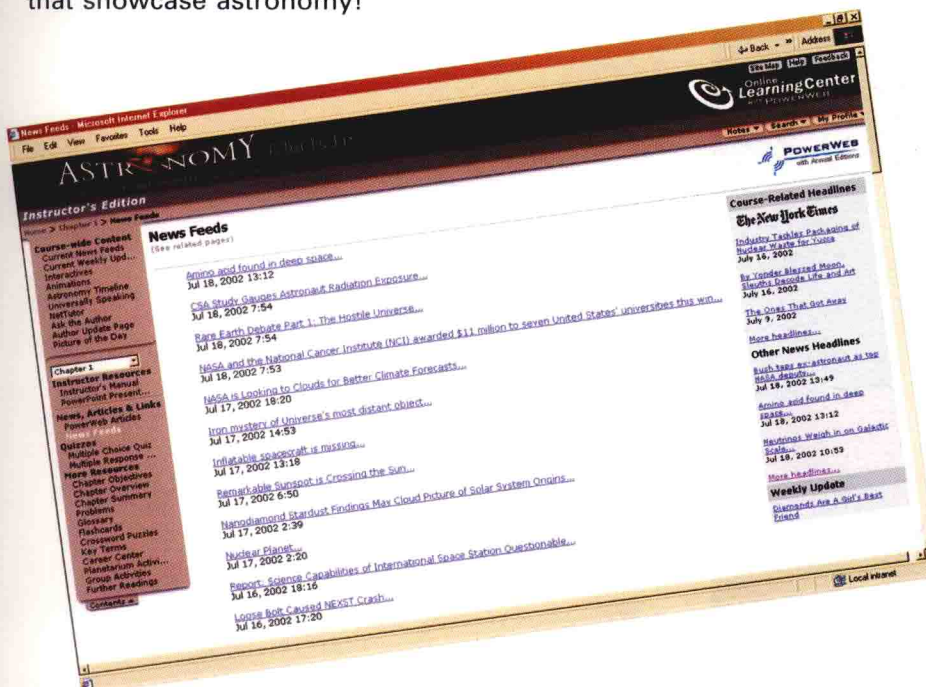 that showcase astronomy!
News Feeds - Microsoft Internet Explorer
File Edit View Favorites Tools Help
Back Address
Site Map Help Feedback
Online
Learning Center
with POWERWEB
ASTRONOMY
Notes Search My Profile
Instructor's Edition
POWERWEB
with Annual Editions
Home > Chapter 1 > News Feeds
Course-wide Content
Current News Feeds
Current Weekly Upd...
Interactives
Animations
Astronomy Timeline
Universally Speaking
NetTutor
Ask the Author
Author Update Page
Picture of the Day
Chapter 1
Instructor Resources
Instructor's Manual
PowerPoint Present...
News, Articles & Links
PowerWeb Articles
News Feeds
Quizzes
Multiple Choice Quiz
Multiple Response ...
More Resources
Chapter Objectives
Chapter Overview
Chapter Summary
Problems
Glossary
Flashcards
Crossword Puzzles
Key Terms
Career Center
Planetarium Activi...
Group Activities
Further Readings
Contents
News Feeds
(See related pages)
Amino acid found in deep space...
Jul 18, 2002 13:12
CSA Study Gauges Astronaut Radiation Exposure...
Jul 18, 2002 7:54
Rare Earth Debate Part 1: The Hostile Universe...
Jul 18, 2002 7:54
NASA and the National Cancer Institute (NCI) awarded $11 million to seven United States' universities this win...
Jul 18, 2002 7:53
NASA is Looking to Clouds for Better Climate Forecasts...
Jul 17, 2002 18:20
Iron mystery of Universe's most distant object...
Jul 17, 2002 14:53
Inflatable spacecraft is missing...
Jul 17, 2002 13:18
Remarkable Sunspot is Crossing the Sun...
Jul 17, 2002 6:50
Nanodiamond Stardust Findings May Cloud Picture of Solar System Origins...
Jul 17, 2002 2:39
Nuclear Planet...
Jul 17, 2002 2:20
Report: Science Capabilities of International Space Station Questionable...
Jul 16, 2002 18:16
Loose Bolt Caused NEXST Crash...
Jul 16, 2002 17:20
Course-Related Headlines
The New York Times
Industry Tackles Packaging of
Nuclear Waste for Yucca
July 16, 2002
By Yonder Blessed Moon,
Sleuths Decode Life and Art
July 16, 2002
The Ones That Got Away
July 9, 2002
More headlines...
Other News Headlines
Bush taps ex-astronaut as top
NASA deputy...
Jul 18, 2002 13:49
Amino acid found in deep
space...
Jul 18, 2002 13:12
Neutrinos Weigh in on Galactic
Scale...
Jul 18, 2002 10:53
More headlines...
Weekly Update
Diamonds Are A Girl's Best
Friend
Local intranet